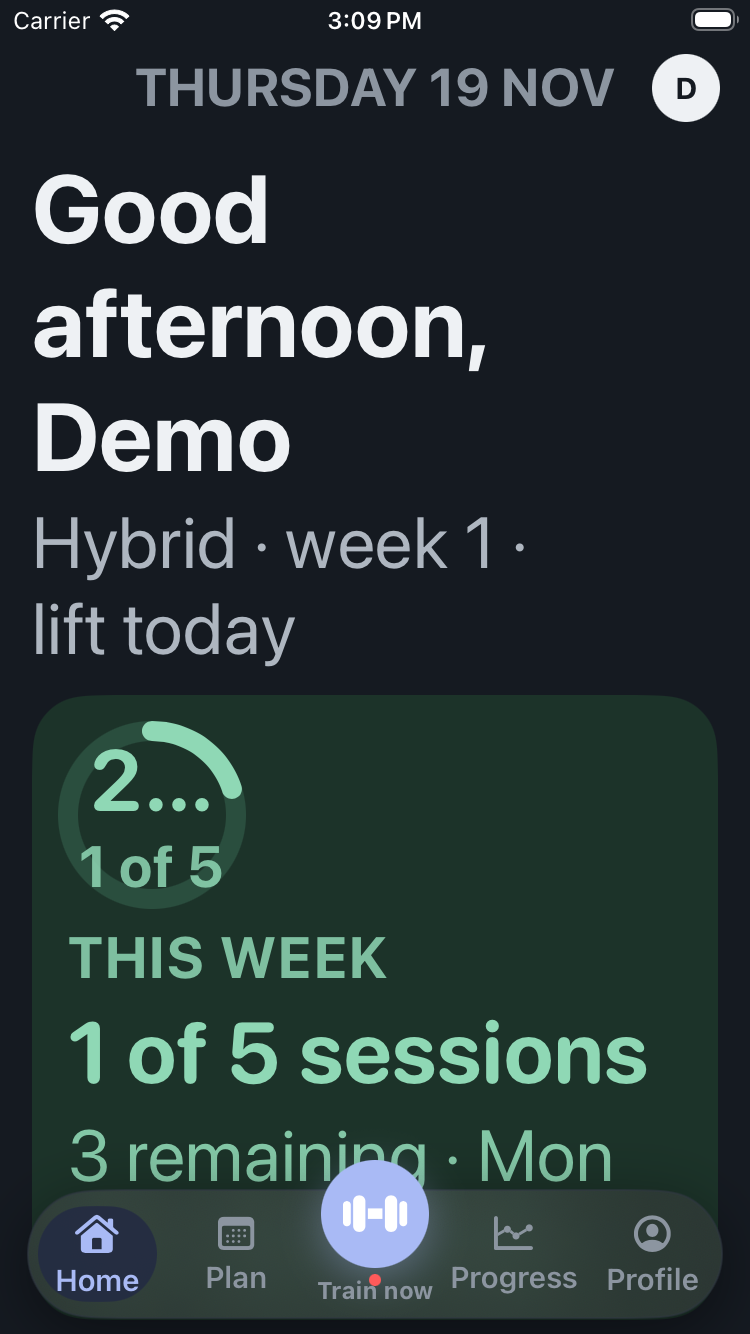 Carrier 3:09 PM
THURSDAY 19 NOV D
Good
afternoon,
Demo
Hybrid · week 1 ·
lift today
2...
1 of 5
THIS WEEK
1 of 5 sessions
3 remaining · Mon
Home Plan Train now Progress Profile